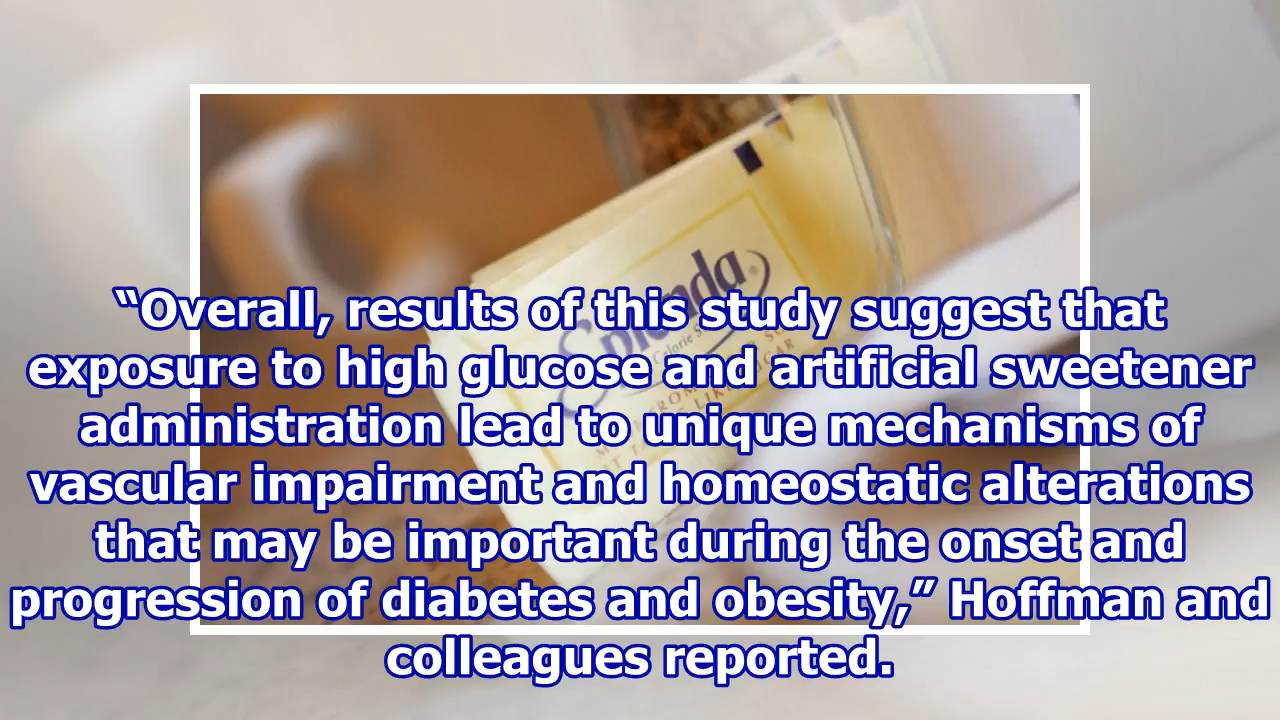 “Overall, results of this study suggest that
exposure to high glucose and artificial sweetener
administration lead to unique mechanisms of
vascular impairment and homeostatic alterations
that may be important during the onset and
progression of diabetes and obesity,” Hoffman and
colleagues reported.
Splenda
Calorie